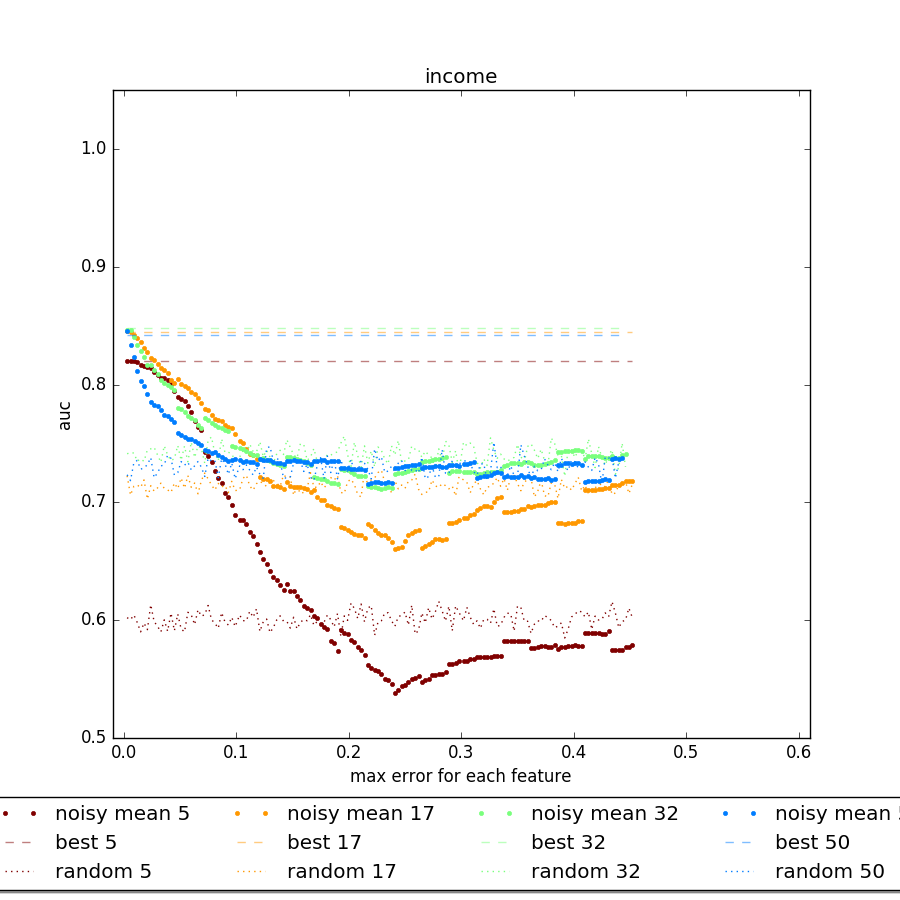 income
1.0
0.9
0.8
0.7
0.6
0.5
auc
0.0 0.1 0.2 0.3 0.4 0.5 0.6
max error for each feature
noisy mean 5 noisy mean 17 noisy mean 32 noisy mean
best 5 best 17 best 32 best 50
random 5 random 17 random 32 random 50